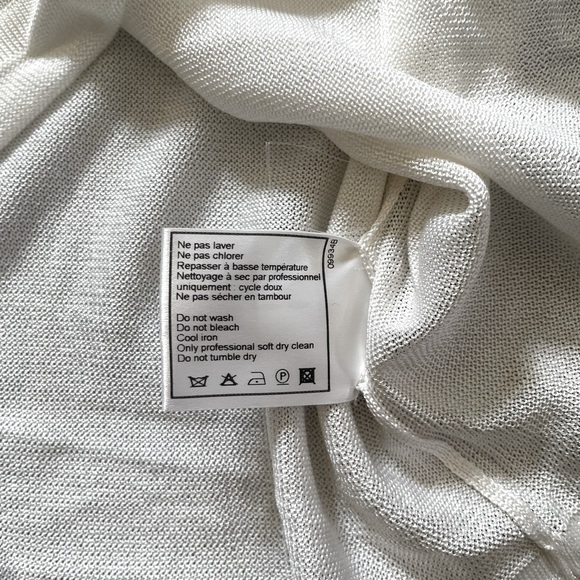 Ne pas laver
Ne pas chlorer
Repasser à basse température
Nettoyage à sec par professionnel
uniquement : cycle doux
Ne pas sécher en tambour
Do not wash
Do not bleach
Cool iron
Only professional soft dry clean
Do not tumble dry
P
09934B